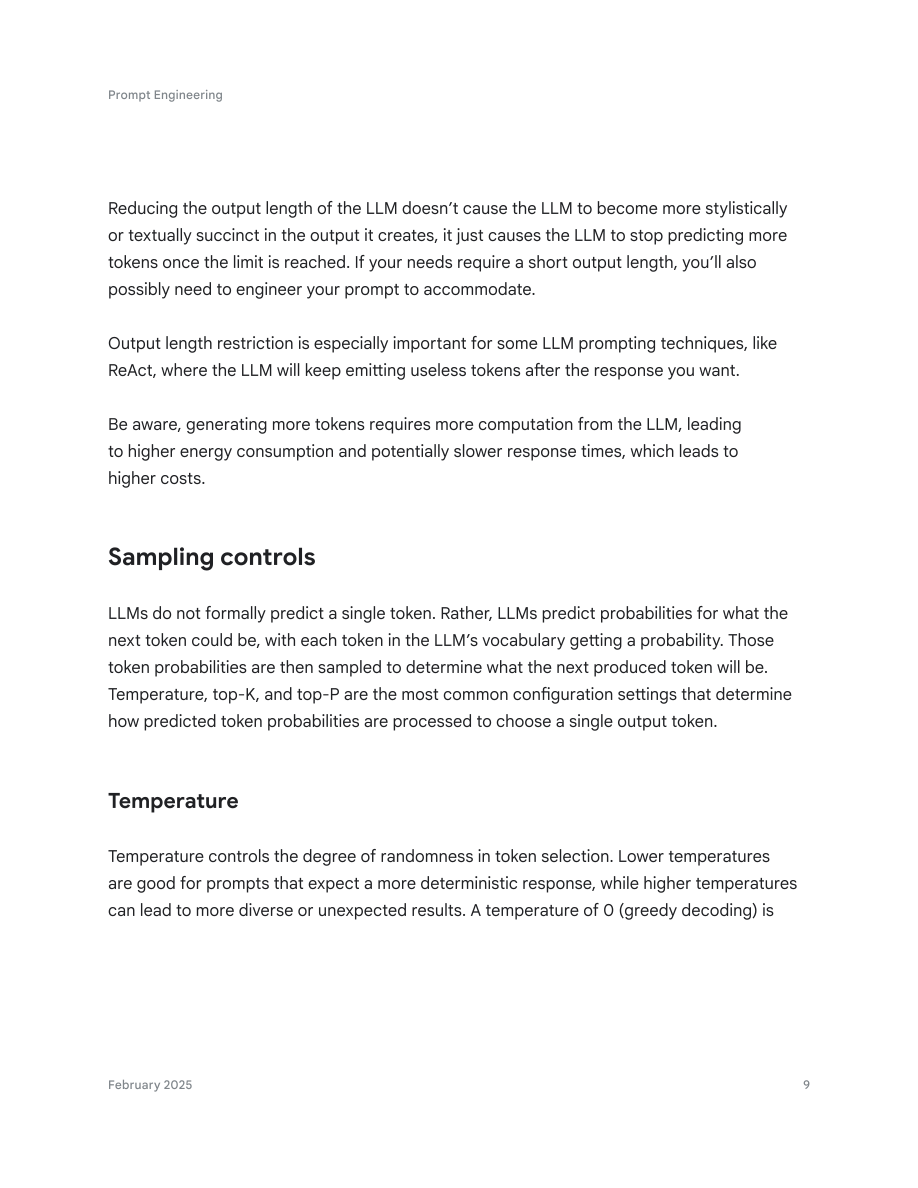 Prompt Engineering
Reducing the output length of the LLM doesn’t cause the LLM to become more stylistically
or textually succinct in the output it creates, it just causes the LLM to stop predicting more
tokens once the limit is reached. If your needs require a short output length, you’ll also
possibly need to engineer your prompt to accommodate.
Output length restriction is especially important for some LLM prompting techniques, like
ReAct, where the LLM will keep emitting useless tokens after the response you want.
Be aware, generating more tokens requires more computation from the LLM, leading
to higher energy consumption and potentially slower response times, which leads to
higher costs.
Sampling controls
LLMs do not formally predict a single token. Rather, LLMs predict probabilities for what the
next token could be, with each token in the LLM’s vocabulary getting a probability. Those
token probabilities are then sampled to determine what the next produced token will be.
Temperature, top-K, and top-P are the most common configuration settings that determine
how predicted token probabilities are processed to choose a single output token.
Temperature
Temperature controls the degree of randomness in token selection. Lower temperatures
are good for prompts that expect a more deterministic response, while higher temperatures
can lead to more diverse or unexpected results. A temperature of 0 (greedy decoding) is
February 2025 9